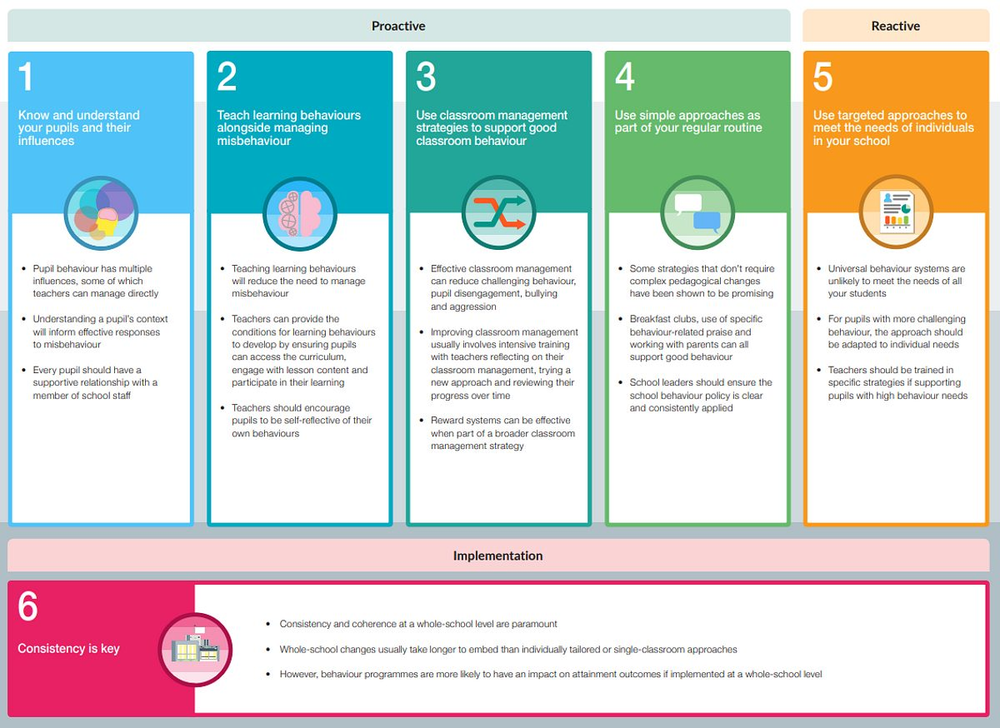 Proactive
Reactive
1
Know and understand
your pupils and their
influences
• Pupil behaviour has multiple
influences, some of which
teachers can manage directly
• Understanding a pupil's context
will inform effective responses
to misbehaviour
• Every pupil should have a
supportive relationship with a
member of school staff
2
Teach learning behaviours
alongside managing
misbehaviour
• Teaching learning behaviours
will reduce the need to manage
misbehaviour
• Teachers can provide the
conditions for learning behaviours
to develop by ensuring pupils
can access the curriculum,
engage with lesson content and
participate in their learning
• Teachers should encourage
pupils to be self-reflective of their
own behaviours
3
Use classroom management
strategies to support good
classroom behaviour
• Effective classroom management
can reduce challenging behaviour,
pupil disengagement, bullying
and aggression
• Improving classroom management
usually involves intensive training
with teachers reflecting on their
classroom management, trying a
new approach and reviewing their
progress over time
• Reward systems can be effective
when part of a broader classroom
management strategy
4
Use simple approaches as
part of your regular routine
• Some strategies that don't require
complex pedagogical changes
have been shown to be promising
• Breakfast clubs, use of specific
behaviour-related praise and
working with parents can all
support good behaviour
• School leaders should ensure the
school behaviour policy is clear
and consistently applied
5
Use targeted approaches to
meet the needs of individuals
in your school
• Universal behaviour systems are
unlikely to meet the needs of all
your students
• For pupils with more challenging
behaviour, the approach should
be adapted to individual needs
• Teachers should be trained in
specific strategies if supporting
pupils with high behaviour needs
Implementation
6
Consistency is key
• Consistency and coherence at a whole-school level are paramount
• Whole-school changes usually take longer to embed than individually tailored or single-classroom approaches
• However, behaviour programmes are more likely to have an impact on attainment outcomes if implemented at a whole-school level